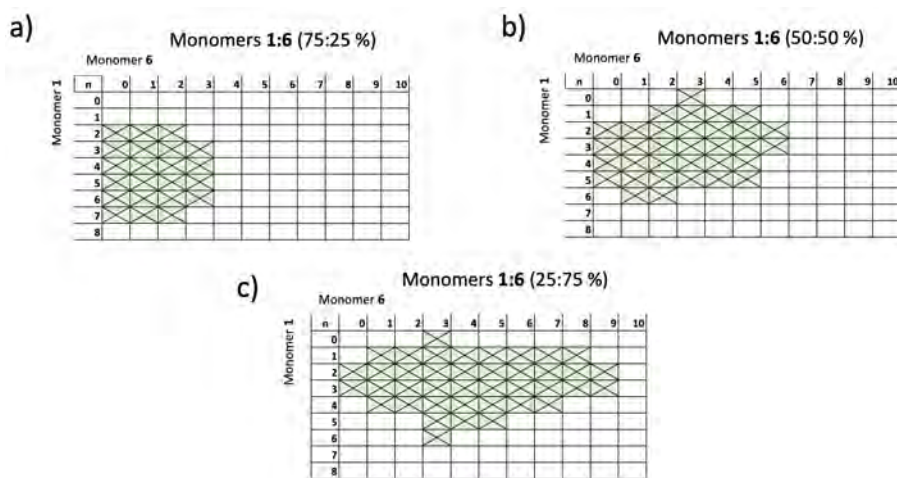 a)
Monomers 1:6 (75:25 %)
Monomer 6
Monomer 1
n 0 1 2 3 4 5 6 7 8 9 10
0
1
2
3
4
5
6
7
8
b)
Monomers 1:6 (50:50 %)
Monomer 6
Monomer 1
n 0 1 2 3 4 5 6 7 8 9 10
0
1
2
3
4
5
6
7
8
c)
Monomers 1:6 (25:75 %)
Monomer 6
Monomer 1
n 0 1 2 3 4 5 6 7 8 9 10
0
1
2
3
4
5
6
7
8